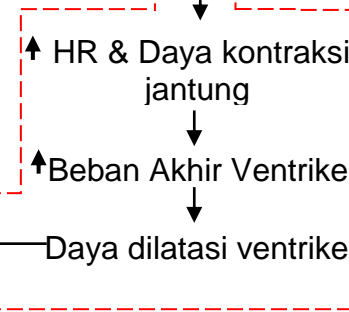 HR & Daya kontraksi
jantung
Beban Akhir Ventrike
Daya dilatasi ventrike